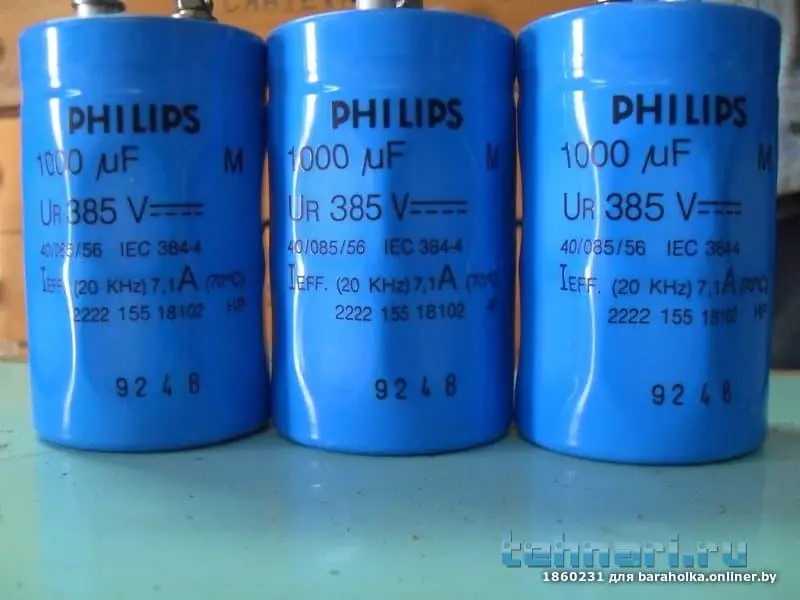 PHILIPS
1000 µF M
UR 385 V
40/085/56 IEC 384-4
IEFF. (20 KHz) 7,1A (70°C)
2222 155 18102 HP
9248
PHILIPS
1000 µF M
UR 385 V
40/085/56 IEC 384-4
IEFF. (20 KHz) 7,1A (70°C
2222 155 18102
9248
PHILIPS
1000 µF M
UR 385 V
40/085/56 IEC 384-4
IEFF. (20 KHz) 7,1A (70°C)
2222 155 18102 HP
9248
tehnari.ru
1860231 для baraholka.onliner.by